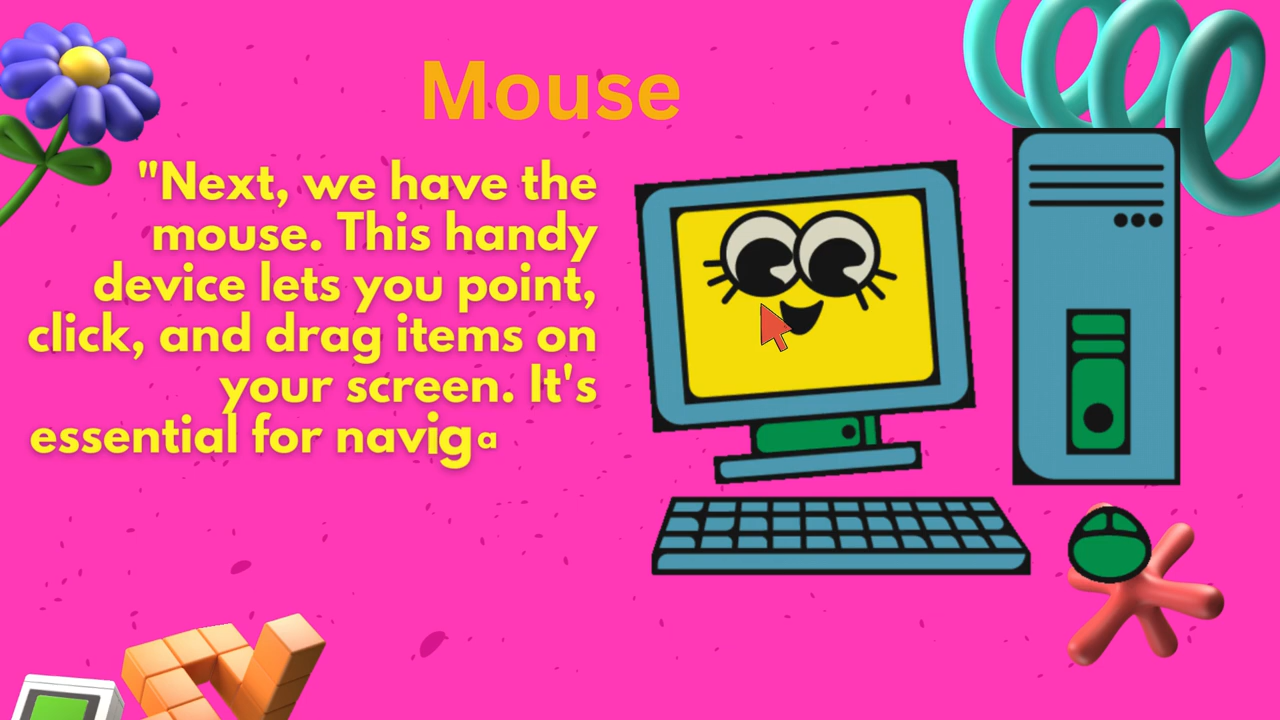 Mouse
"Next, we have the
mouse. This handy
device lets you point,
click, and drag items on
your screen. It's
essential for naviga